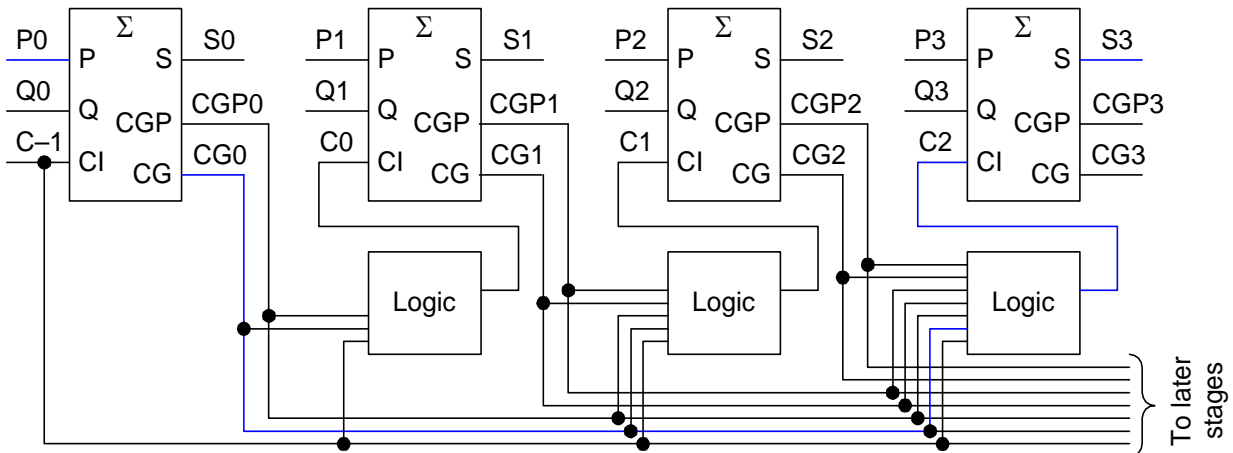 P0
Q0
C–1
Σ
P
Q
CI
S
CGP
CG
S0
CGP0
CG0
P1
Q1
C0
Σ
P
Q
CI
S
CGP
CG
S1
CGP1
CG1
P2
Q2
C1
Σ
P
Q
CI
S
CGP
CG
S2
CGP2
CG2
P3
Q3
C2
Σ
P
Q
CI
S
CGP
CG
S3
CGP3
CG3
Logic
Logic
Logic
To later
stages